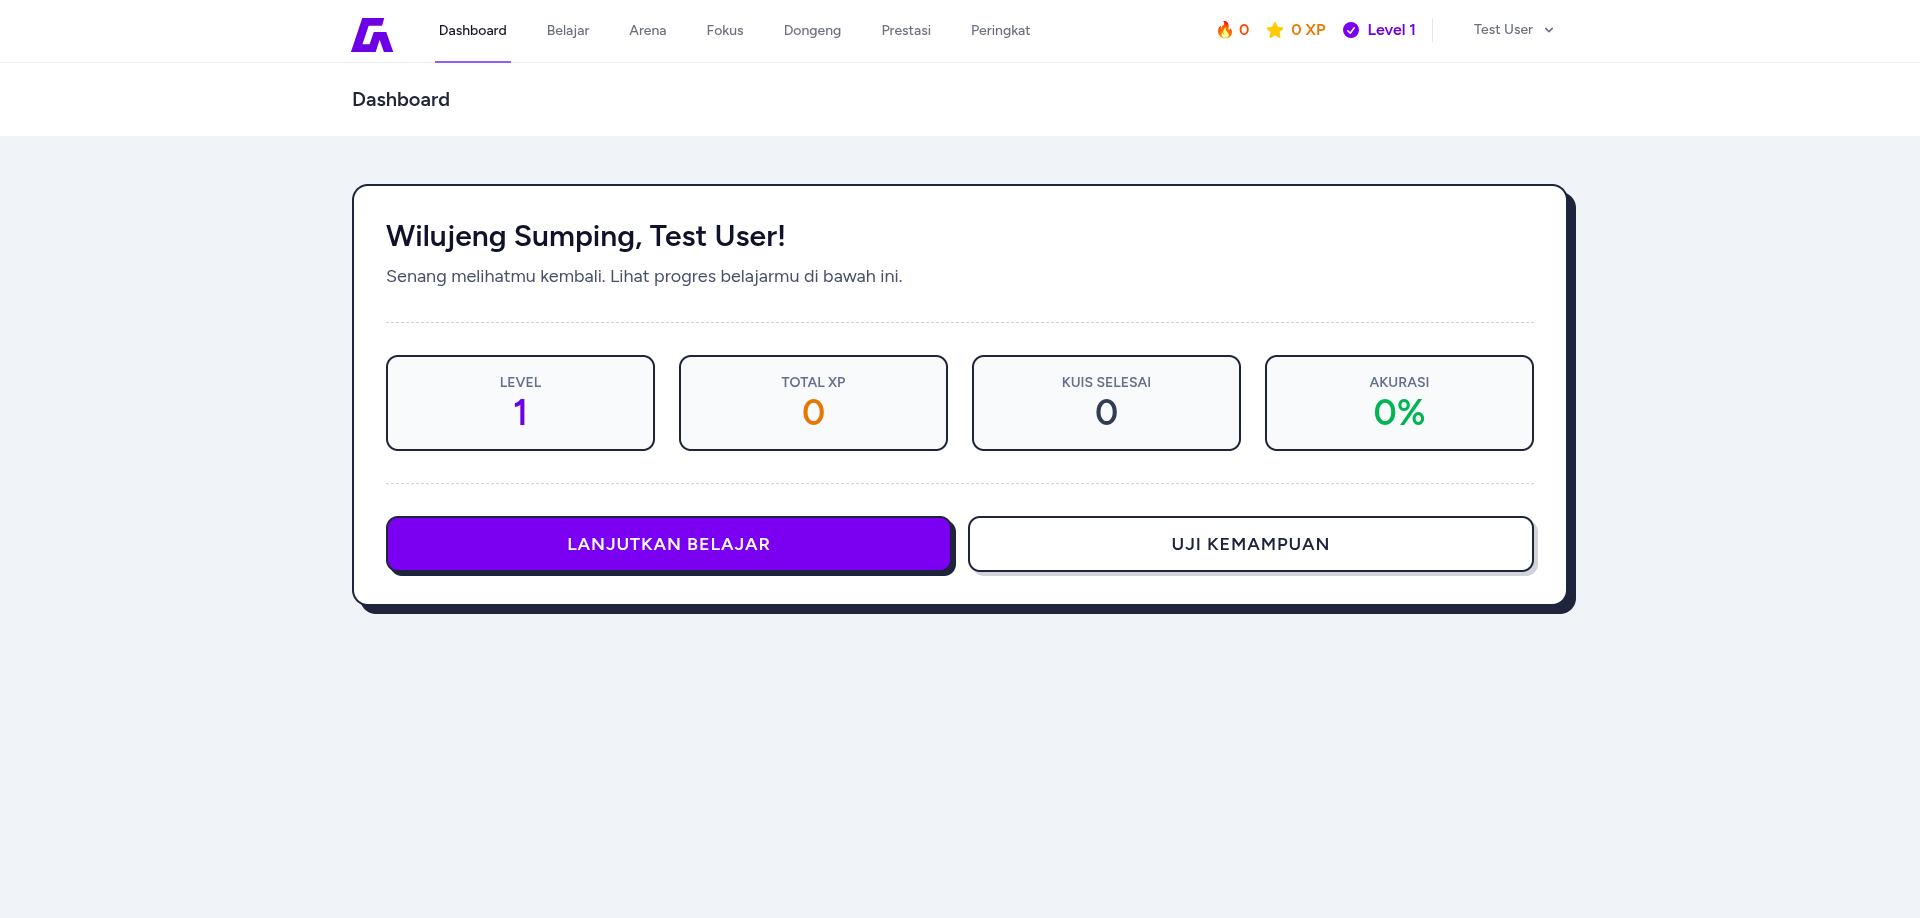 Dashboard Belajar Arena Fokus Dongeng Prestasi Peringkat 0 0 XP Level 1 Test User
Dashboard
Wilujeng Sumping, Test User!
Senang melihatmu kembali. Lihat progres belajarmu di bawah ini.
LEVEL
1
TOTAL XP
0
KUIS SELESAI
0
AKURASI
0%
LANJUTKAN BELAJAR
UJI KEMAMPUAN